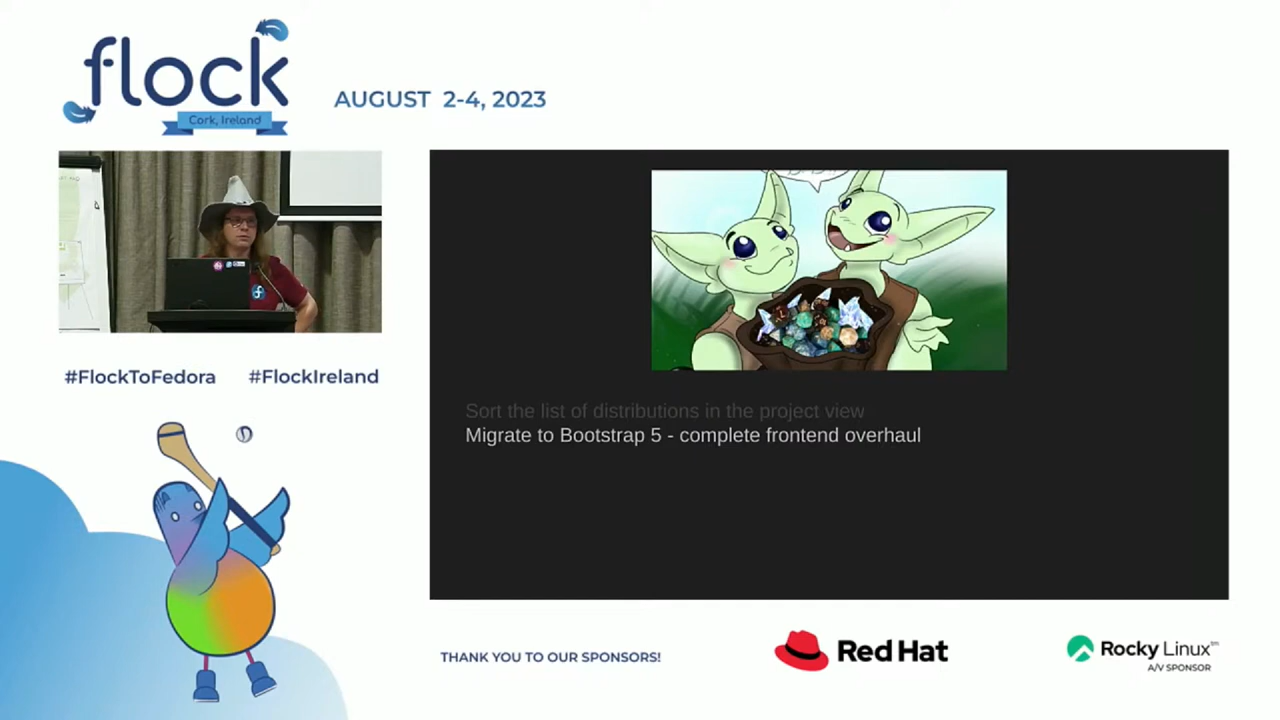 flock
Cork, Ireland
AUGUST 2-4, 2023
#FlockToFedora #FlockIreland
Sort the list of distributions in the project view
Migrate to Bootstrap 5 - complete frontend overhaul
THANK YOU TO OUR SPONSORS!
Red Hat
Rocky Linux™
A/V SPONSOR